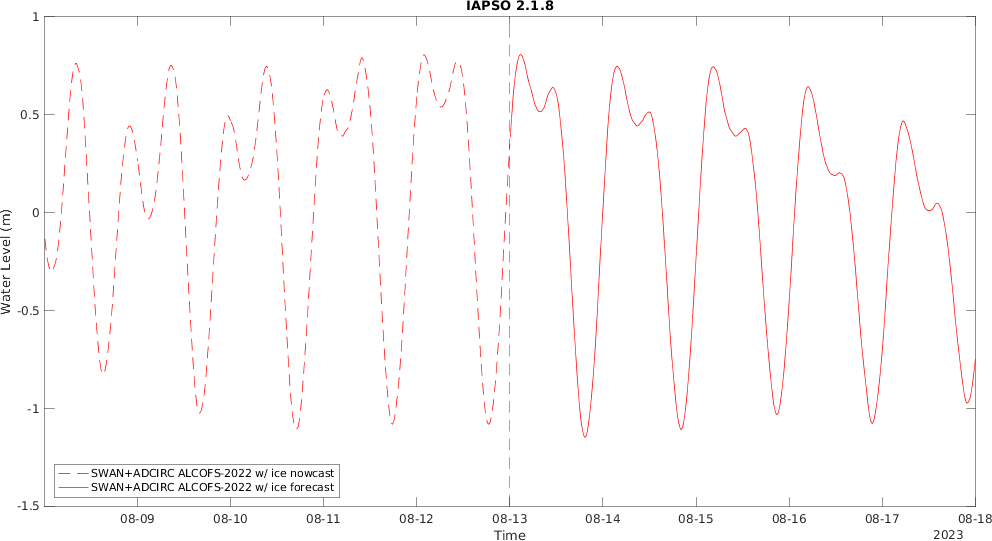 IAPSO 2.1.8
Water Level (m)
1
0.5
0
-0.5
-1
-1.5
SWAN+ADCIRC ALCOFS-2022 w/ ice nowcast
SWAN+ADCIRC ALCOFS-2022 w/ ice forecast
08-09 08-10 08-11 08-12 08-13 08-14 08-15 08-16 08-17 08-18
Time
2023